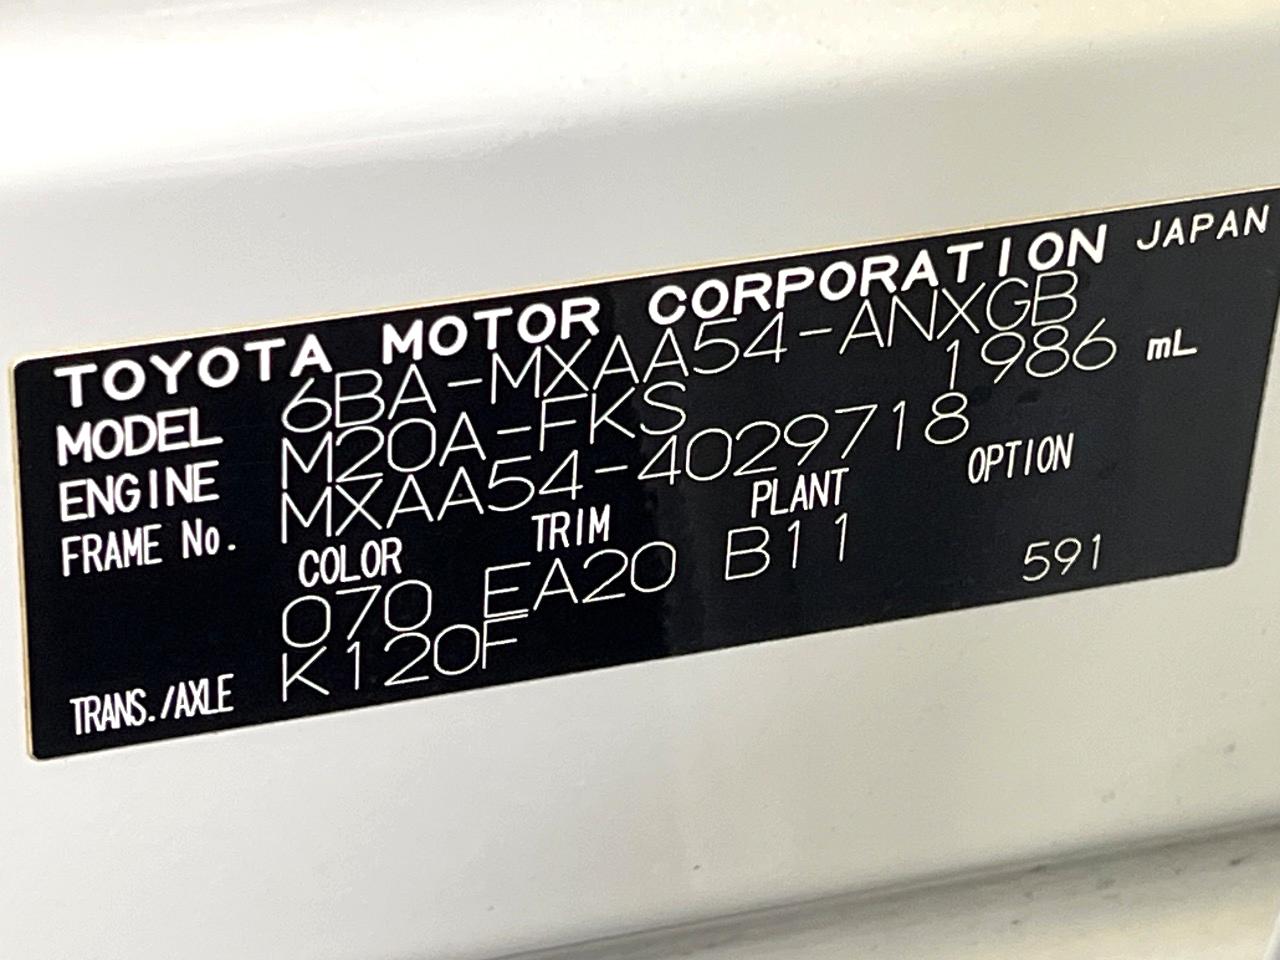 TOYOTA MOTOR CORPORATION JAPAN
MODEL 6BA-MXAA54-ANXGB
ENGINE M20A-FKS 1986 mL
FRAME No. MXAA54-4029718
COLOR TRIM PLANT OPTION
070 EA20 B11 591
TRANS./AXLE K120F